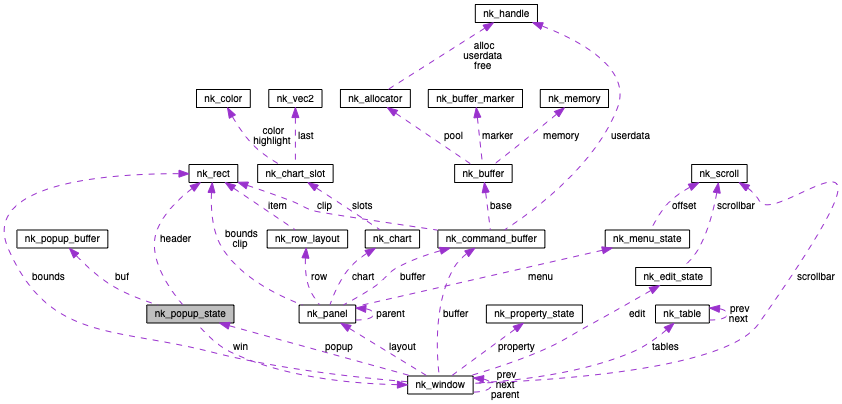 nk_handle
alloc
userdata
free
nk_color
nk_vec2
nk_allocator
nk_buffer_marker
nk_memory
color
highlight
last
pool
marker
memory
userdata
nk_rect
nk_chart_slot
nk_buffer
nk_scroll
item
clip
slots
base
offset
scrollbar
nk_popup_buffer
header
bounds
clip
nk_row_layout
nk_chart
nk_command_buffer
nk_menu_state
bounds
buf
row
chart
buffer
menu
nk_edit_state
scrollbar
nk_popup_state
nk_panel
parent
buffer
nk_property_state
edit
nk_table
prev
next
win
popup
layout
property
tables
nk_window
prev
next
parent